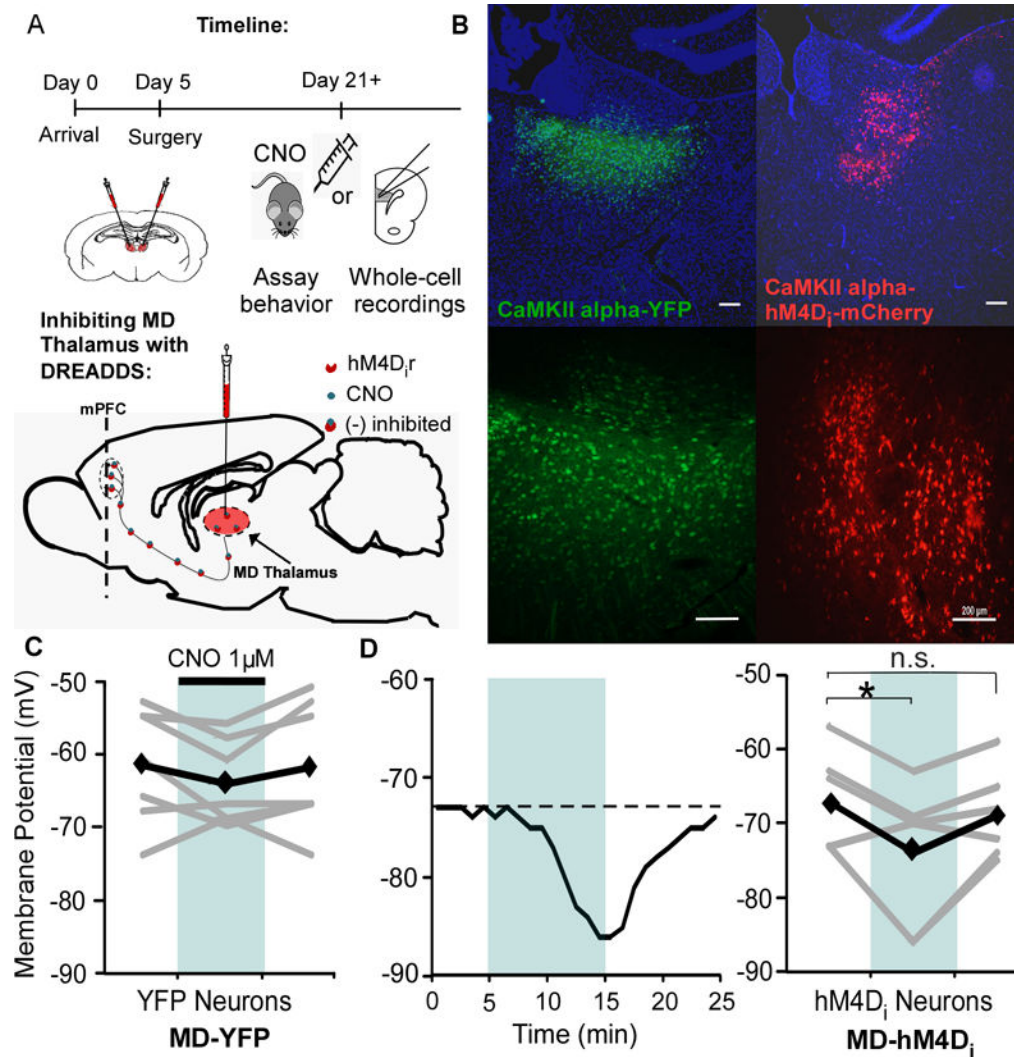 A
Timeline:
Day 0
Day 5
Day 21+
Arrival
Surgery
CNO
or
Assay
behavior
Whole-cell
recordings
Inhibiting MD
Thalamus with
DREADDS:
hM4Dᵢr
CNO
(-) inhibited
mPFC
MD Thalamus
B
CaMKII alpha-YFP
CaMKII alpha-
hM4Dᵢ-mCherry
200 µm
C
CNO 1µM
Membrane Potential (mV)
-50
-60
-70
-80
-90
YFP Neurons
MD-YFP
D
-60
-70
-80
-90
0
5
10
15
20
25
Time (min)
n.s.
*
-50
-60
-70
-80
-90
hM4Dᵢ Neurons
MD-hM4Dᵢ